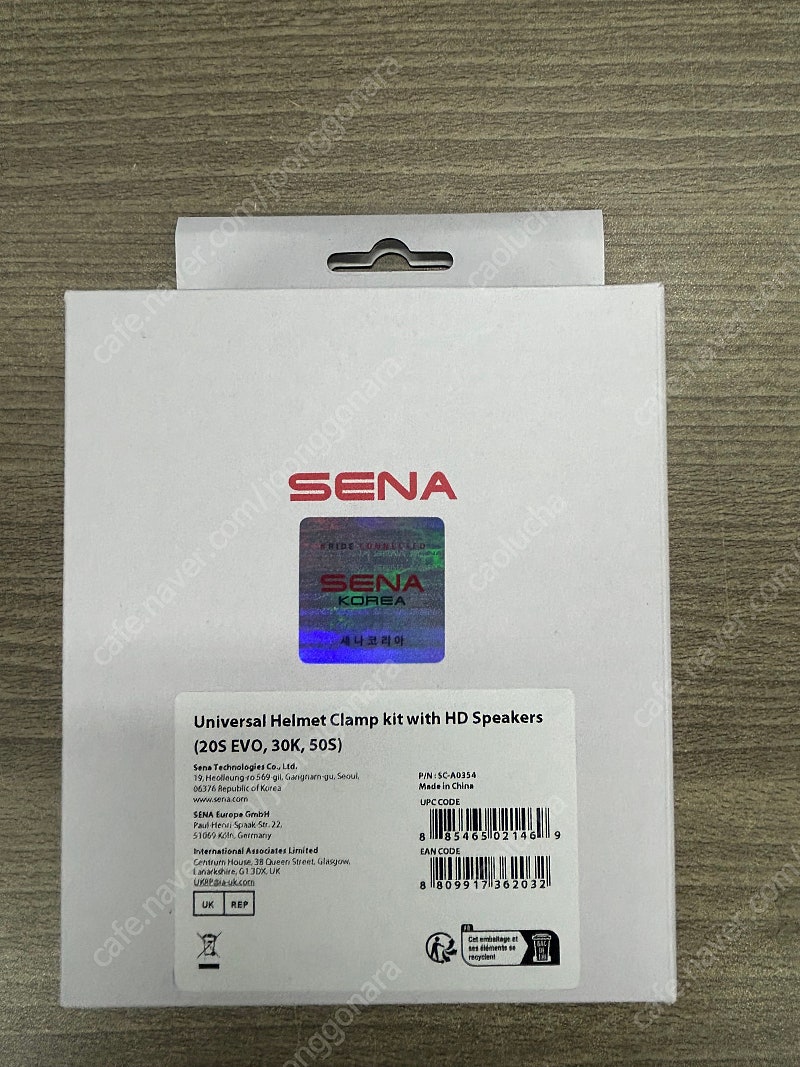 SENA
SENA
KOREA
세나코리아
Universal Helmet Clamp kit with HD Speakers
(20S EVO, 30K, 50S)
Sena Technologies Co., Ltd.
19, Heolleung-ro 569-gil, Gangnam-gu, Seoul,
06376 Republic of Korea
www.sena.com
SENA Europe GmbH
Paul-Henri-Spaak-Str. 22,
51069 Köln, Germany
International Associates Limited
Centrum House, 38 Queen Street, Glasgow,
Lanarkshire, G1 3DX, UK
UKRP@ia-uk.com
UK REP
P/N : SC-A0354
Made in China
UPC CODE
8 85465 02146 9
EAN CODE
8 809917 362032
FR
Cet emballage et
ses éléments se
recyclent
BAC
DE
TRI
cafe.naver.com/joonggonara
caolucha